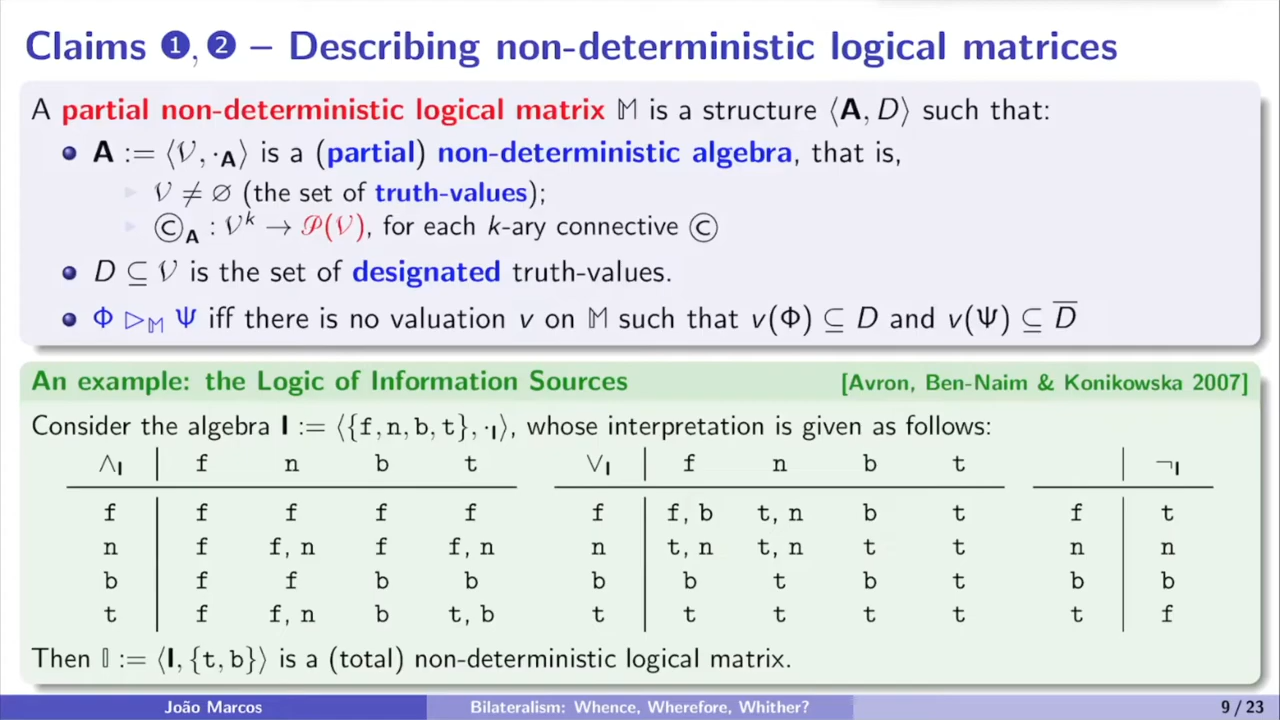 Claims ❶, ❷ – Describing non-deterministic logical matrices
A partial non-deterministic logical matrix 𝕄 is a structure ⟨𝐀, D⟩ such that:
𝐀 := ⟨𝒱, ·𝐀⟩ is a (partial) non-deterministic algebra, that is,
𝒱 ≠ ∅ (the set of truth-values);
©𝐀 : 𝒱ᵏ → 𝒫(𝒱), for each k-ary connective ©
D ⊆ 𝒱 is the set of designated truth-values.
Φ ▷𝕄 Ψ iff there is no valuation v on 𝕄 such that v(Φ) ⊆ D and v(Ψ) ⊆ D̅
An example: the Logic of Information Sources [Avron, Ben-Naim & Konikowska 2007]
Consider the algebra 𝐈 := ⟨{f, n, b, t}, ·𝐈⟩, whose interpretation is given as follows:
∧𝐈 f n b t ∨𝐈 f n b t ¬𝐈
f f f f f f f, b t, n b t f t
n f f, n f f, n n t, n t, n t t n n
b f f b b b b t b t b b
t f f, n b t, b t t t t t t f
Then 𝕀 := ⟨𝐈, {t, b}⟩ is a (total) non-deterministic logical matrix.
João Marcos Bilateralism: Whence, Wherefore, Whither? 9 / 23